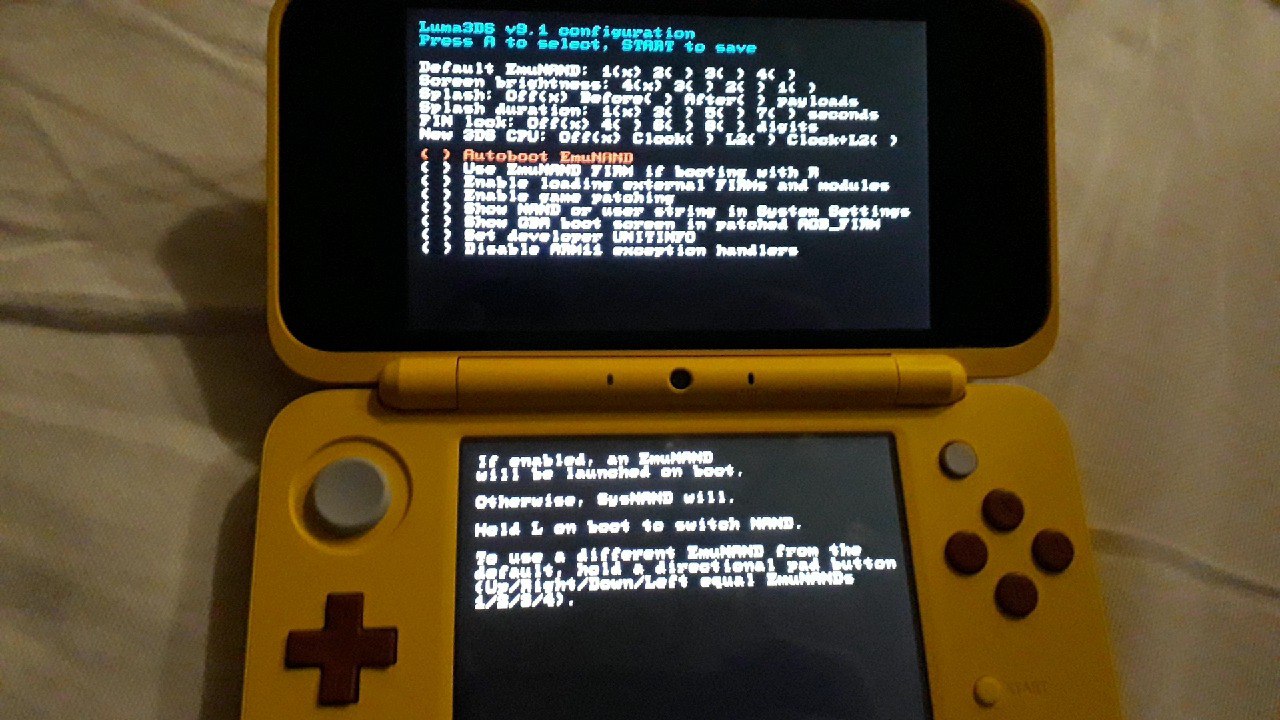 Luma3DS v9.1 configuration
Press A to select, START to save
Default EmuNAND: 1(x) 2( ) 3( ) 4( )
Screen brightness: 4(x) 3( ) 2( ) 1( )
Splash: Off(x) Before( ) After( ) payloads
Splash duration: 1(x) 3( ) 5( ) 7( ) seconds
PIN lock: Off(x) 4( ) 6( ) 8( ) digits
New 3DS CPU: Off(x) Clock( ) L2( ) Clock+L2( )
( ) Autoboot EmuNAND
( ) Use EmuNAND FIRM if booting with R
( ) Enable loading external FIRMs and modules
( ) Enable game patching
( ) Show NAND or user string in System Settings
( ) Show GBA boot screen in patched AGB_FIRM
( ) Set developer UNITINFO
( ) Disable ARM11 exception handlers
If enabled, an EmuNAND
will be launched on boot.
Otherwise, SysNAND will.
Hold L on boot to switch NAND.
To use a different EmuNAND from the
default, hold a directional pad button
(Up/Right/Down/Left equal EmuNANDs
1/2/3/4).
START